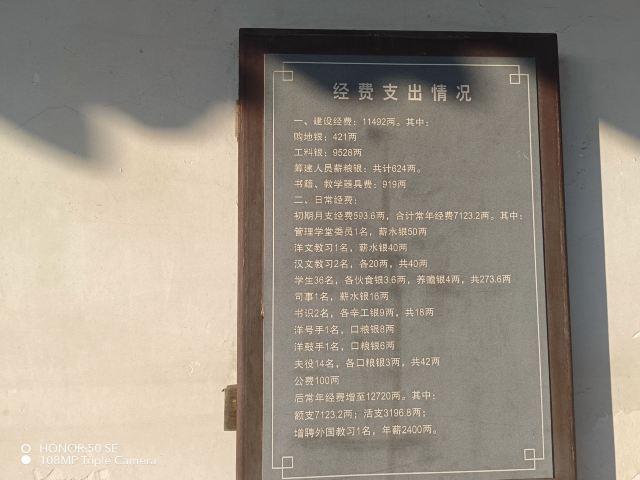 经费支出情况
一、建设经费：11492两。其中：
购地银：421两
工料银：9528两
筹建人员薪粮银：共计624两。
书籍、教学器具费：919两
二、日常经费：
初期月支经费593.6两，合计常年经费7123.2两。其中：
管理学堂委员1名，薪水银50两
洋文教习1名，薪水银40两
汉文教习2名，各20两，共40两
学生36名，各伙食银3.6两，养赡银4两，共273.6两
司事1名，薪水银16两
书识2名，各辛工银9两，共18两
洋号手1名，口粮银8两
洋鼓手1名，口粮银6两
夫役14名，各口粮银3两，共42两
公费100两
后常年经费增至12720两。其中：
额支7123.2两；活支3196.8两；
增聘外国教习1名，年薪2400两。
HONOR 50 SE
108MP Triple Camera